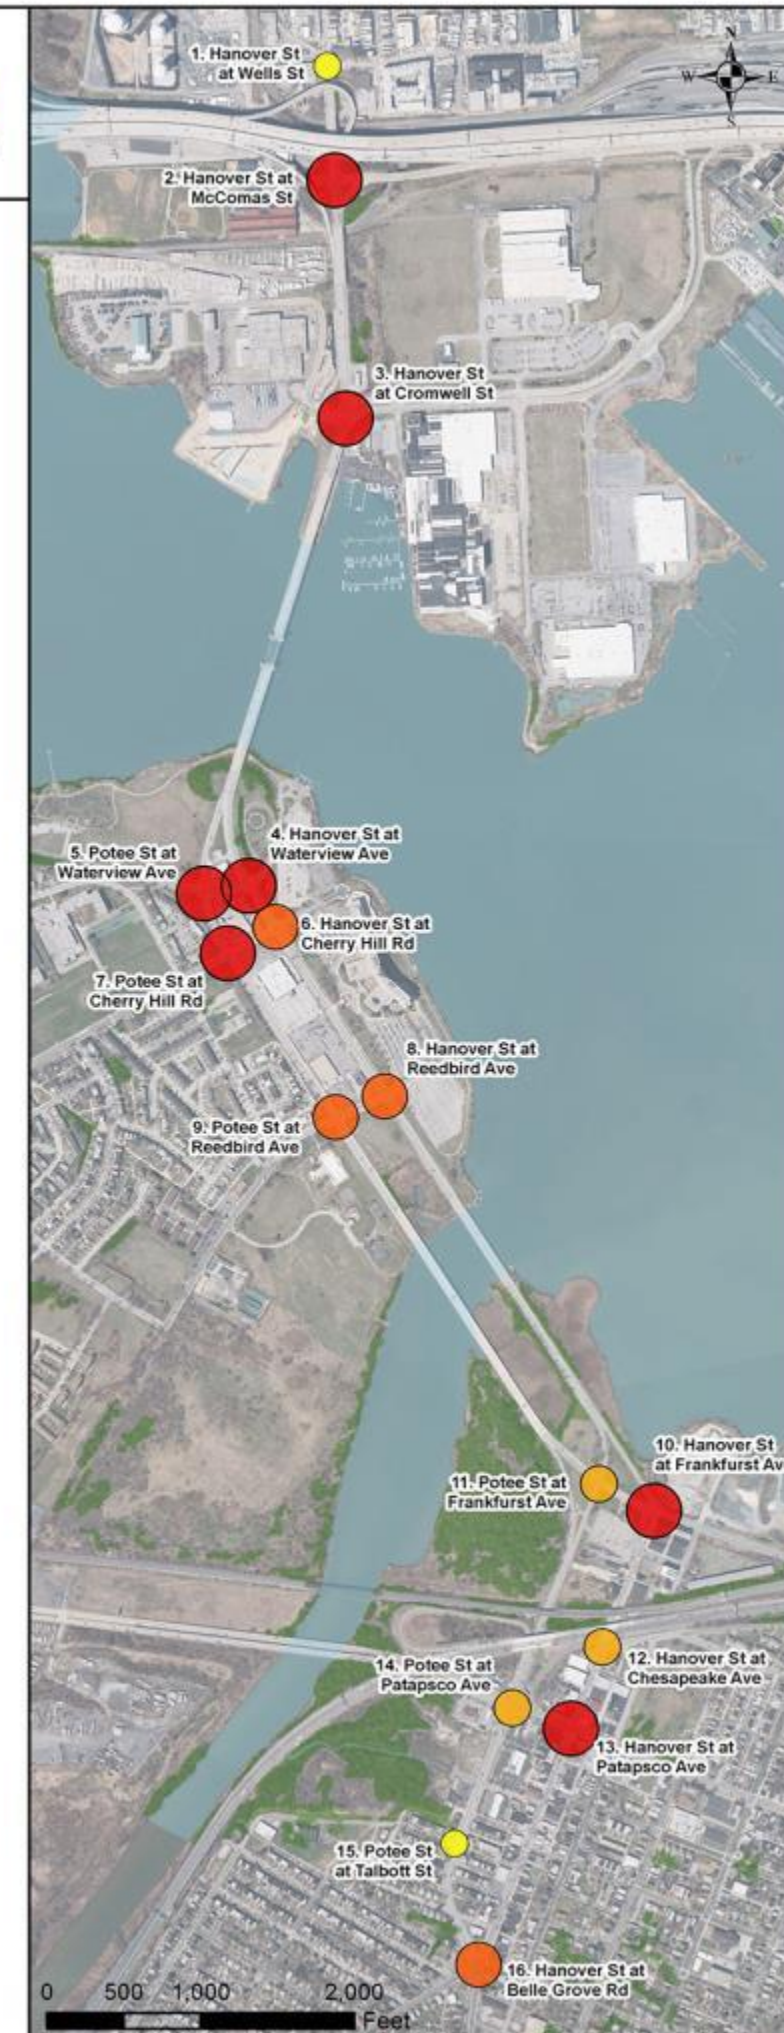 1. Hanover St
at Wells St
N
W
E
S
2. Hanover St at
McComas St
3. Hanover St
at Cromwell St
4. Hanover St at
Waterview Ave
5. Potee St at
Waterview Ave
6. Hanover St at
Cherry Hill Rd
7. Potee St at
Cherry Hill Rd
8. Hanover St at
Reedbird Ave
9. Potee St at
Reedbird Ave
10. Hanover St
at Frankfurst Av
11. Potee St at
Frankfurst Ave
12. Hanover St at
Chesapeake Ave
14. Potee St at
Patapsco Ave
13. Hanover St at
Patapsco Ave
15. Potee St
at Talbott St
16. Hanover St at
Belle Grove Rd
0 500 1,000 2,000
Feet